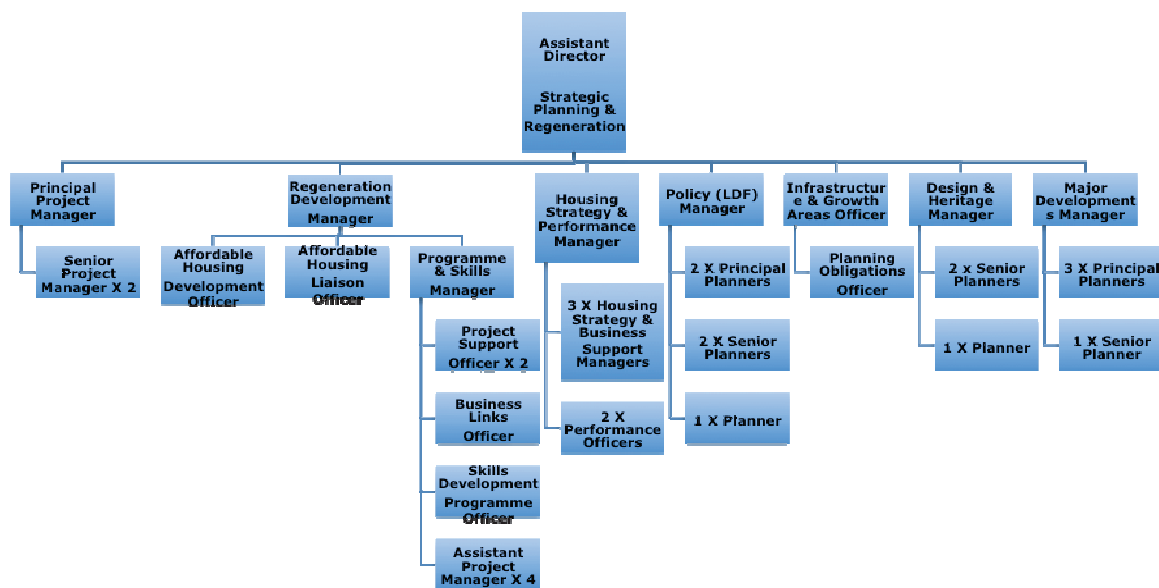 Assistant
Director
Strategic
Planning &
Regeneration
Principal
Project
Manager
Regeneration
Development
Manager
Housing
Strategy &
Performance
Manager
Policy (LDF)
Manager
Infrastructur
e & Growth
Areas Officer
Design &
Heritage
Manager
Major
Development
s Manager
Senior
Project
Manager X 2
Affordable
Housing
Development
Officer
Affordable
Housing
Liaison
Officer
Programme
& Skills
Manager
Project
Support
Officer X 2
Business
Links
Officer
Skills
Development
Programme
Officer
Assistant
Project
Manager X 4
3 X Housing
Strategy &
Business
Support
Managers
2 X
Performance
Officers
2 X Principal
Planners
2 X Senior
Planners
1 X Planner
Planning
Obligations
Officer
2 x Senior
Planners
1 X Planner
3 X Principal
Planners
1 X Senior
Planner